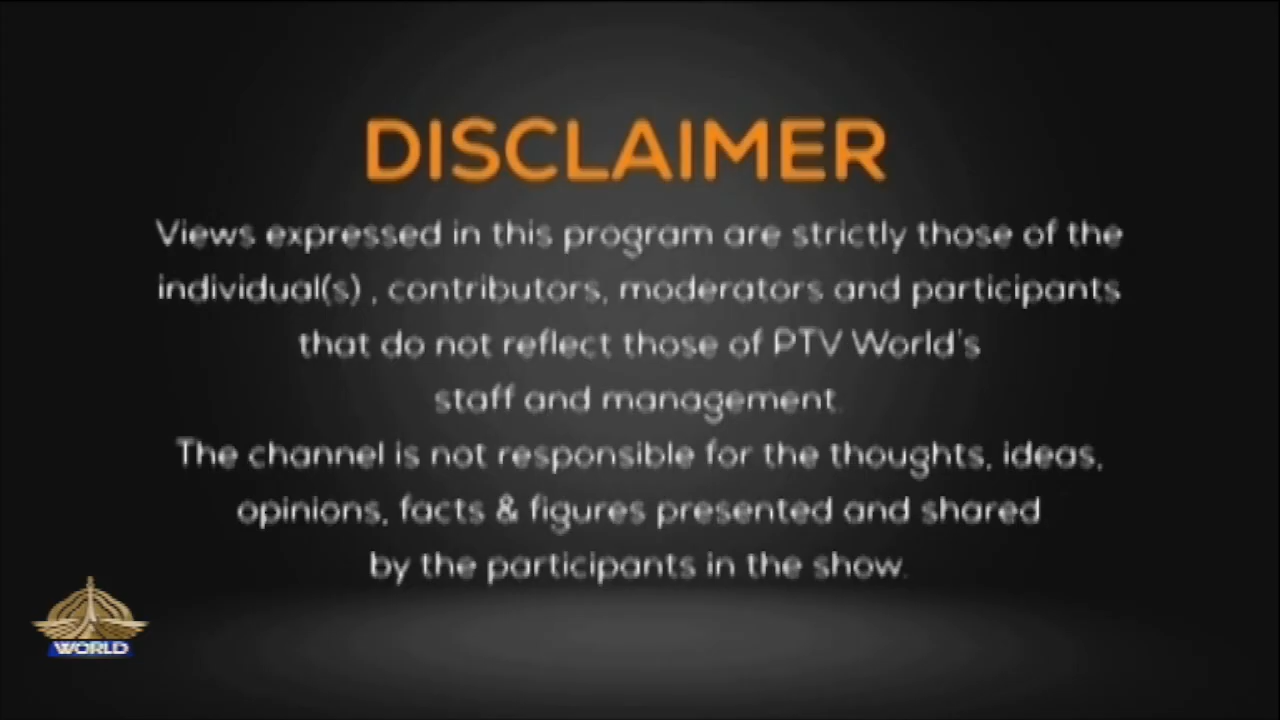 DISCLAIMER
Views expressed in this program are strictly those of the
individual(s) , contributors, moderators and participants
that do not reflect those of PTV World's
staff and management.
The channel is not responsible for the thoughts, ideas,
opinions, facts & figures presented and shared
by the participants in the show.
WORLD